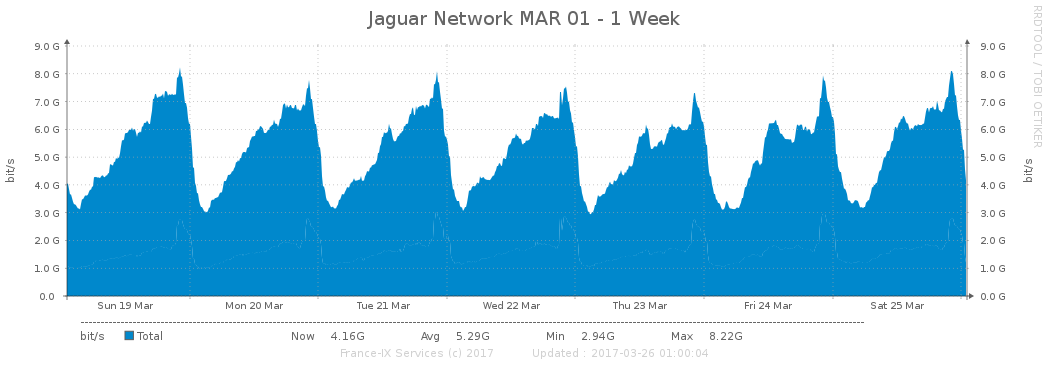 Jaguar Network MAR 01 - 1 Week
RRDTOOL / TOBI OETIKER
bit/s
9.0 G
8.0 G
7.0 G
6.0 G
5.0 G
4.0 G
3.0 G
2.0 G
1.0 G
0.0
9.0 G
8.0 G
7.0 G
6.0 G
5.0 G
4.0 G
3.0 G
2.0 G
1.0 G
0.0 G
bit/s
Sun 19 Mar Mon 20 Mar Tue 21 Mar Wed 22 Mar Thu 23 Mar Fri 24 Mar Sat 25 Mar
bit/s Total Now 4.16G Avg 5.29G Min 2.94G Max 8.22G
France-IX Services (c) 2017 Updated : 2017-03-26 01:00:04